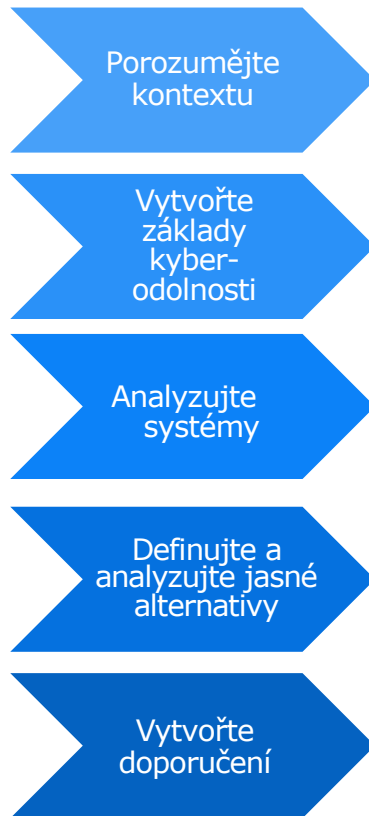 Porozumějte
kontextu
Vytvořte
základy
kyber-
odolnosti
Analyzujte
systémy
Definujte a
analyzujte jasné
alternativy
Vytvořte
doporučení